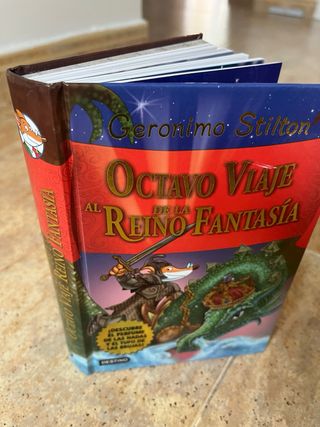 Geronimo Stilton
OCTAVO VIAJE
AL REINO DE LA FANTASÍA
¡DESCUBRE
EL PERFUME
DE LAS HADAS
Y EL TUFO DE
LAS BRUJAS!
DESTINO
OCTAVO VIAJE AL REINO DE LA FANTASÍA